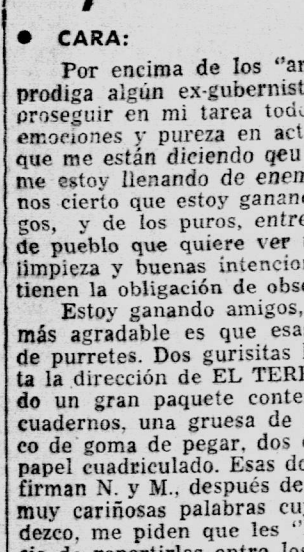 • CARA:
Por encima de los "ar
prodiga algún ex-gubernist
proseguir en mi tarea tod
emociones y pureza en act
que me están diciendo qeu
me estoy llenando de enem
nos cierto que estoy ganan
gos, y de los puros, entre
de pueblo que quiere ver
limpieza y buenas intencio
tienen la obligación de obs
Estoy ganando amigos,
más agradable es que esa
de purretes. Dos gurisitas
ta la dirección de EL TERR
do un gran paquete conte
cuadernos, una gruesa de
co de goma de pegar, dos
papel cuadriculado. Esas do
firman N. y M., después de
muy cariñosas palabras cu
dezco, me piden que les "
repartirlos entre lo